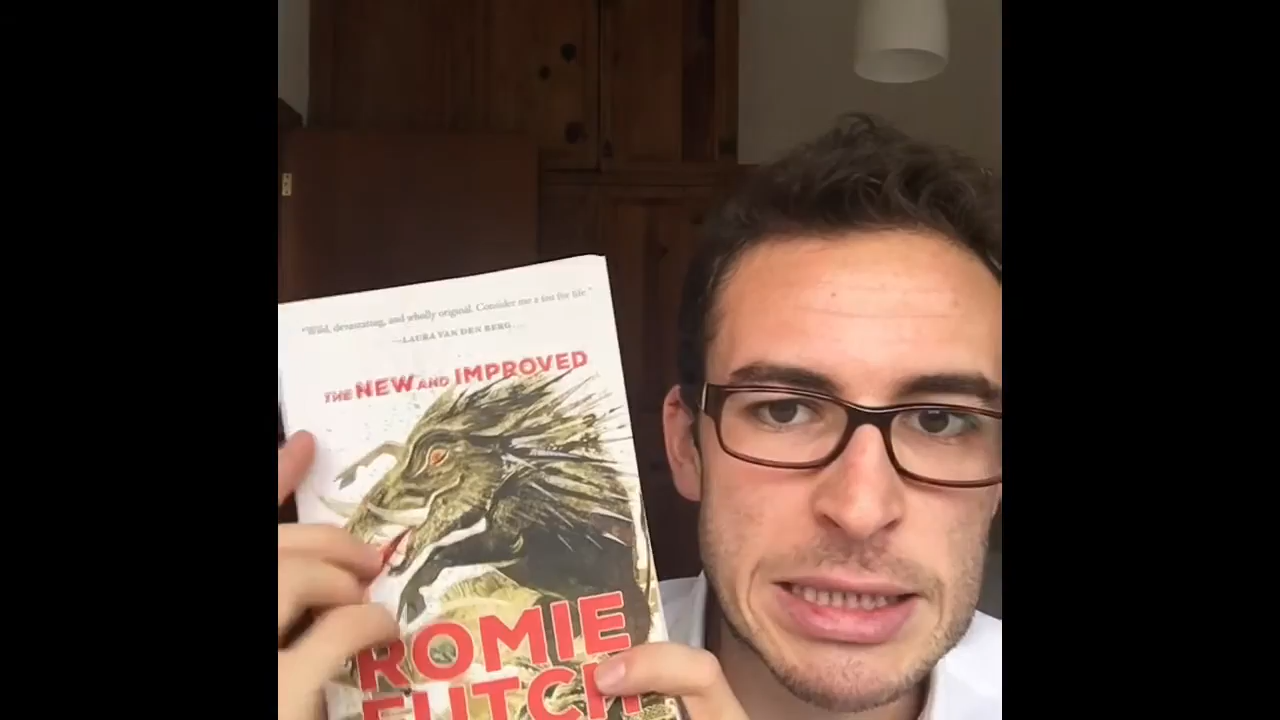 "Wild, devastating, and wholly original. Consider me a fan for life."
—LAURA VAN DEN BERG
THE NEW AND IMPROVED
ROMIE
FUTCH